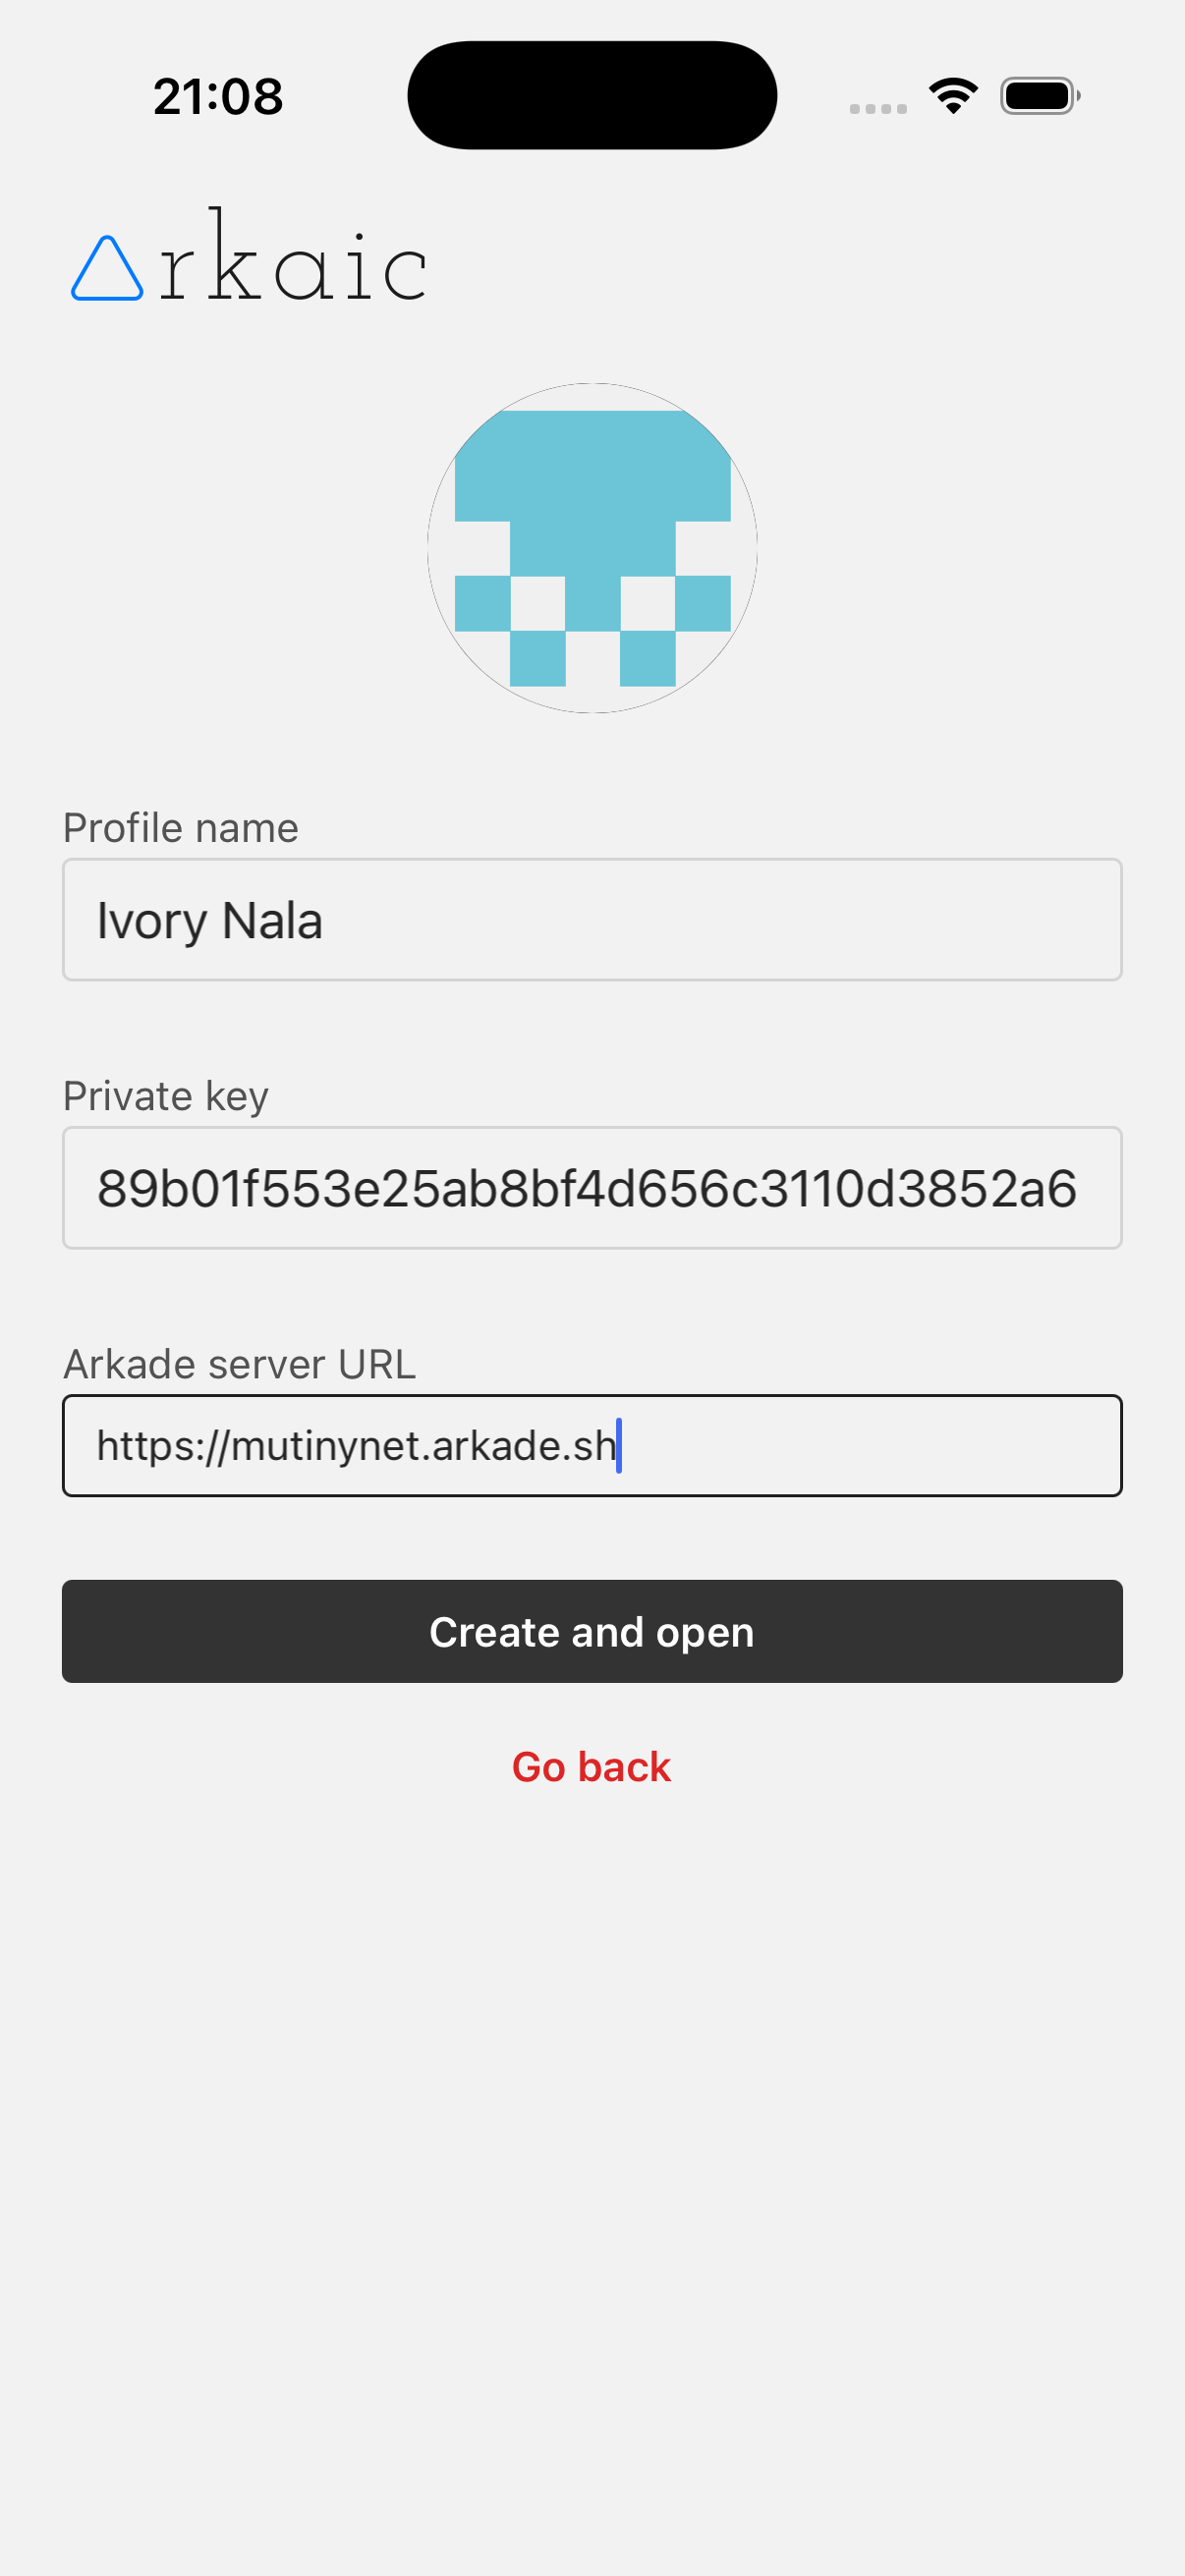 21:08
rkaic
Profile name
Ivory Nala
Private key
89b01f553e25ab8bf4d656c3110d3852a6
Arkade server URL
https://mutinynet.arkade.sh
Create and open
Go back